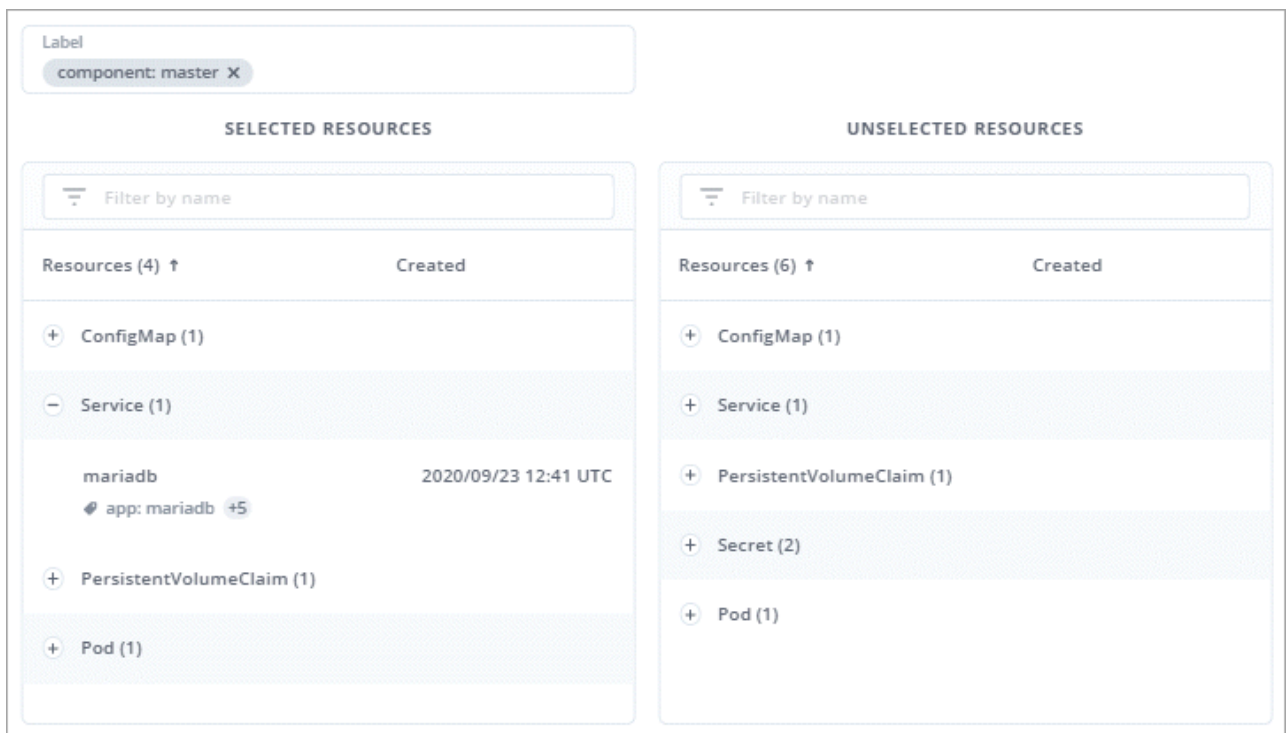 Label
component: master ×
SELECTED RESOURCES
Filter by name
Resources (4) ↑ Created
ConfigMap (1)
Service (1)
mariadb 2020/09/23 12:41 UTC
app: mariadb +5
PersistentVolumeClaim (1)
Pod (1)
UNSELECTED RESOURCES
Filter by name
Resources (6) ↑ Created
ConfigMap (1)
Service (1)
PersistentVolumeClaim (1)
Secret (2)
Pod (1)